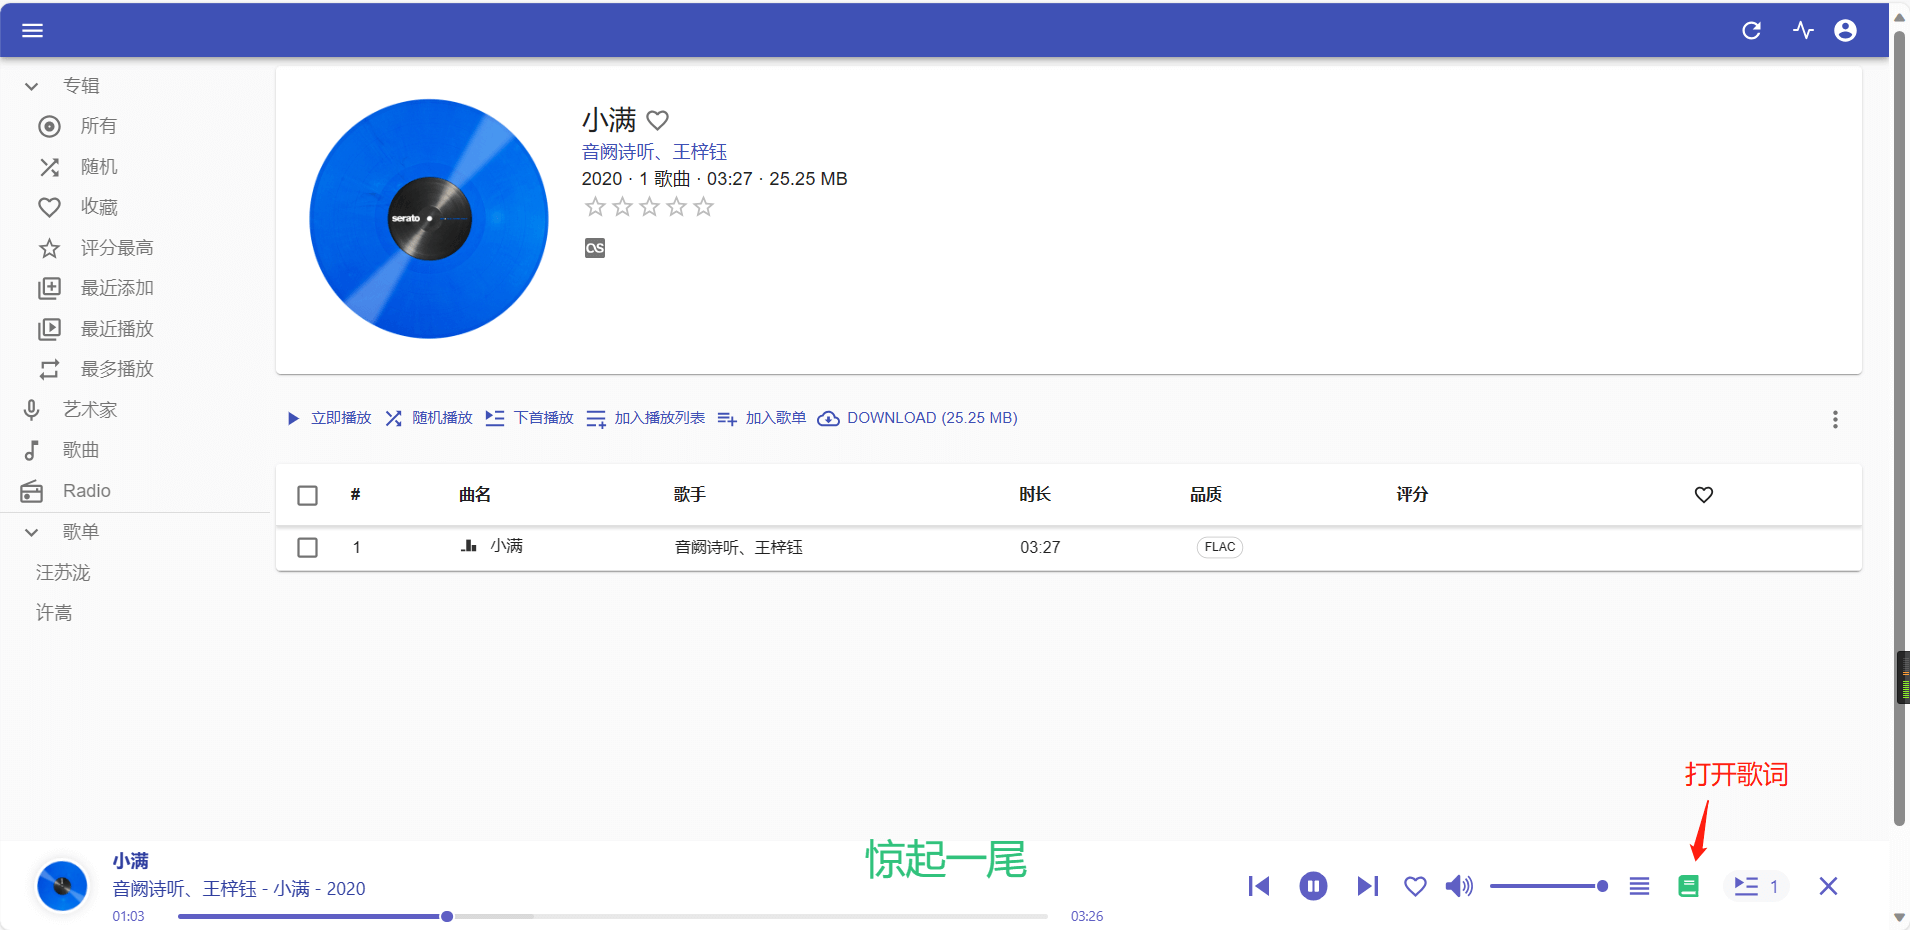 专辑
所有
随机
收藏
评分最高
最近添加
最近播放
最多播放
艺术家
歌曲
Radio
歌单
汪苏泷
许嵩
serato
小满
音阙诗听、王梓钰
2020 · 1 歌曲 · 03:27 · 25.25 MB
立即播放 随机播放 下首播放 加入播放列表 加入歌单 DOWNLOAD (25.25 MB)
# 曲名 歌手 时长 品质 评分
1 小满 音阙诗听、王梓钰 03:27 FLAC
打开歌词
惊起一尾
小满
音阙诗听、王梓钰 - 小满 - 2020
01:03 03:26
1